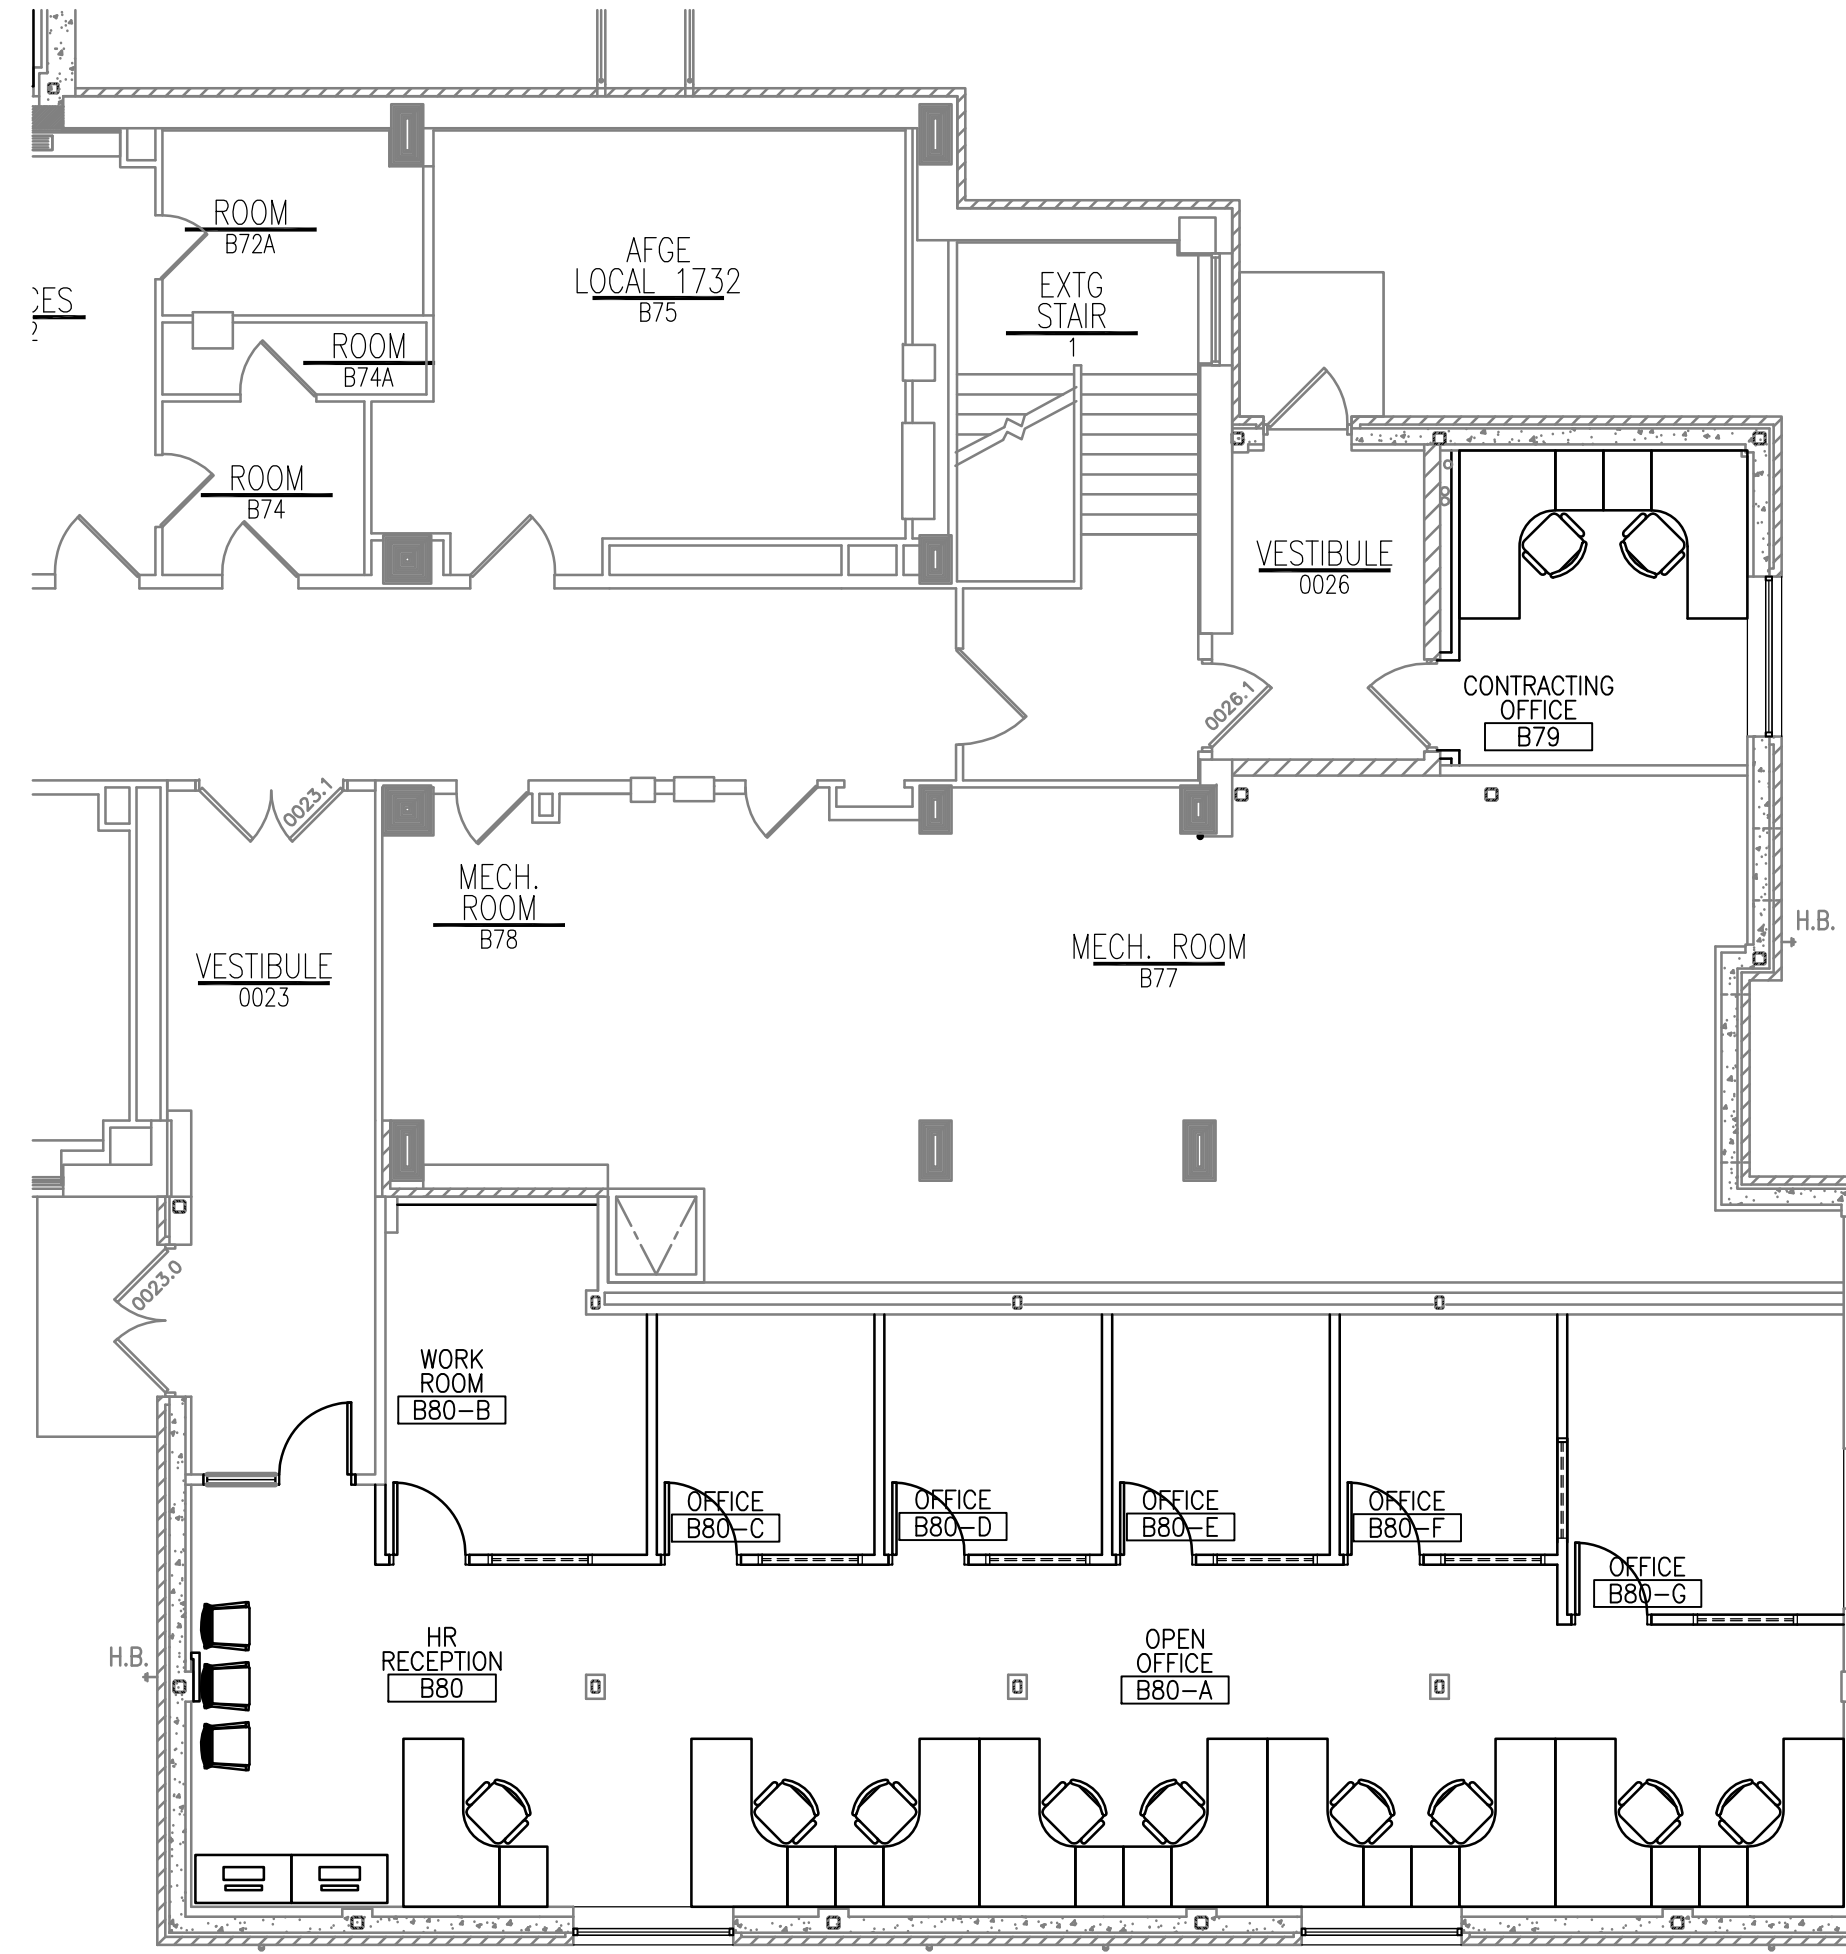 ROOM
B72A
AFGE
LOCAL 1732
B75
EXTG
STAIR
1
CES
2
ROOM
B74A
ROOM
B74
VESTIBULE
0026
CONTRACTING
OFFICE
B79
0026.1
0023.1
MECH.
ROOM
B78
MECH. ROOM
B77
H.B.
VESTIBULE
0023
0023.0
WORK
ROOM
B80-B
OFFICE
B80-C
OFFICE
B80-D
OFFICE
B80-E
OFFICE
B80-F
OFFICE
B80-G
H.B.
HR
RECEPTION
B80
OPEN
OFFICE
B80-A